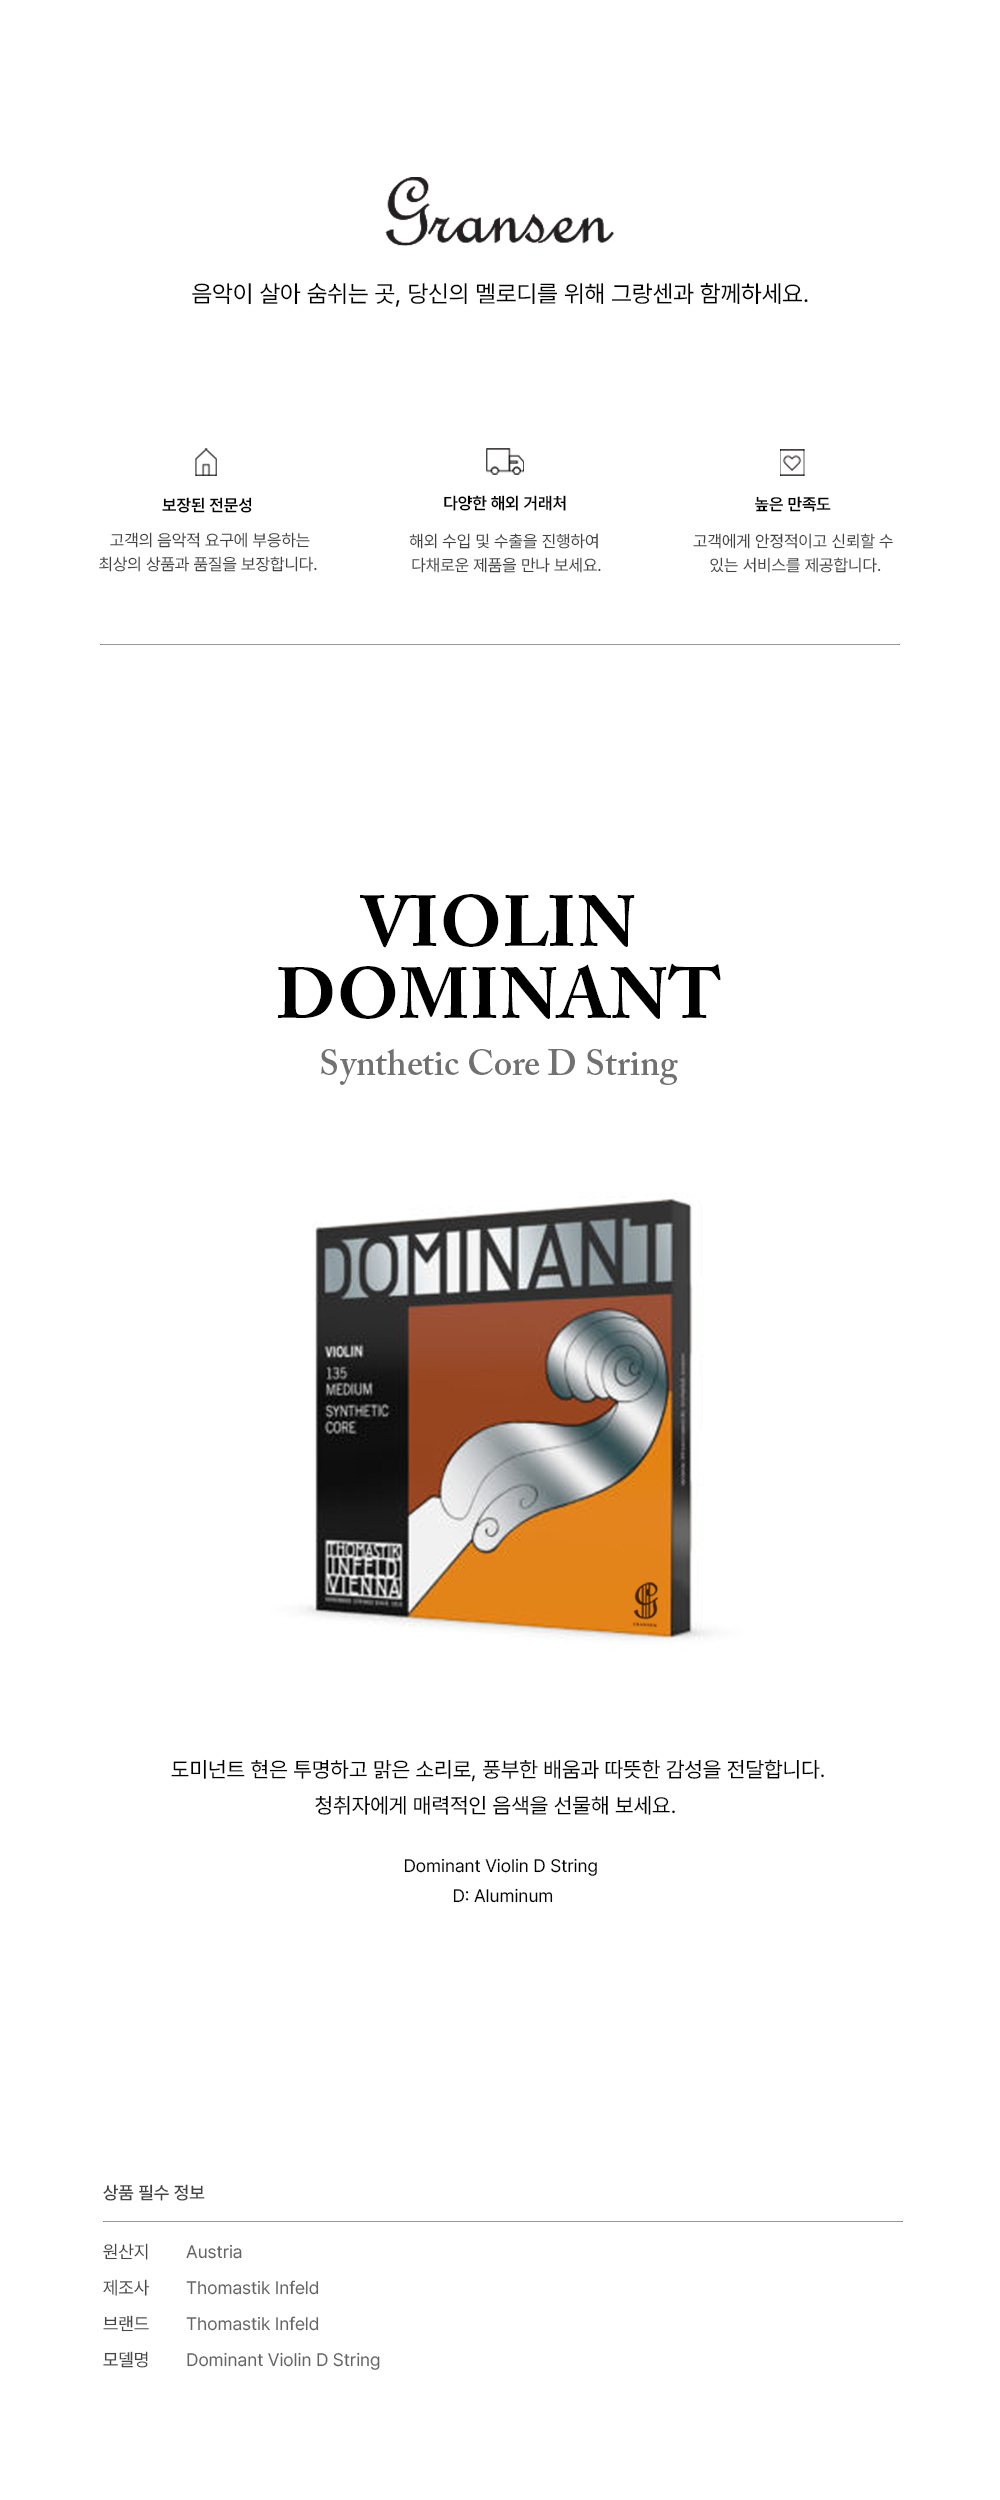 Gransen
음악이 살아 숨쉬는 곳, 당신의 멜로디를 위해 그랑센과 함께하세요.
보장된 전문성
고객의 음악적 요구에 부응하는
최상의 상품과 품질을 보장합니다.
다양한 해외 거래처
해외 수입 및 수출을 진행하여
다채로운 제품을 만나 보세요.
높은 만족도
고객에게 안정적이고 신뢰할 수
있는 서비스를 제공합니다.
VIOLIN
DOMINANT
Synthetic Core D String
DOMINANT
VIOLIN
135
MEDIUM
SYNTHETIC
CORE
THOMASTIK
INFELD
VIENNA
GRANSEN
도미넌트 현은 투명하고 맑은 소리로, 풍부한 배움과 따뜻한 감성을 전달합니다.
청취자에게 매력적인 음색을 선물해 보세요.
Dominant Violin D String
D: Aluminum
상품 필수 정보
원산지 Austria
제조사 Thomastik Infeld
브랜드 Thomastik Infeld
모델명 Dominant Violin D String